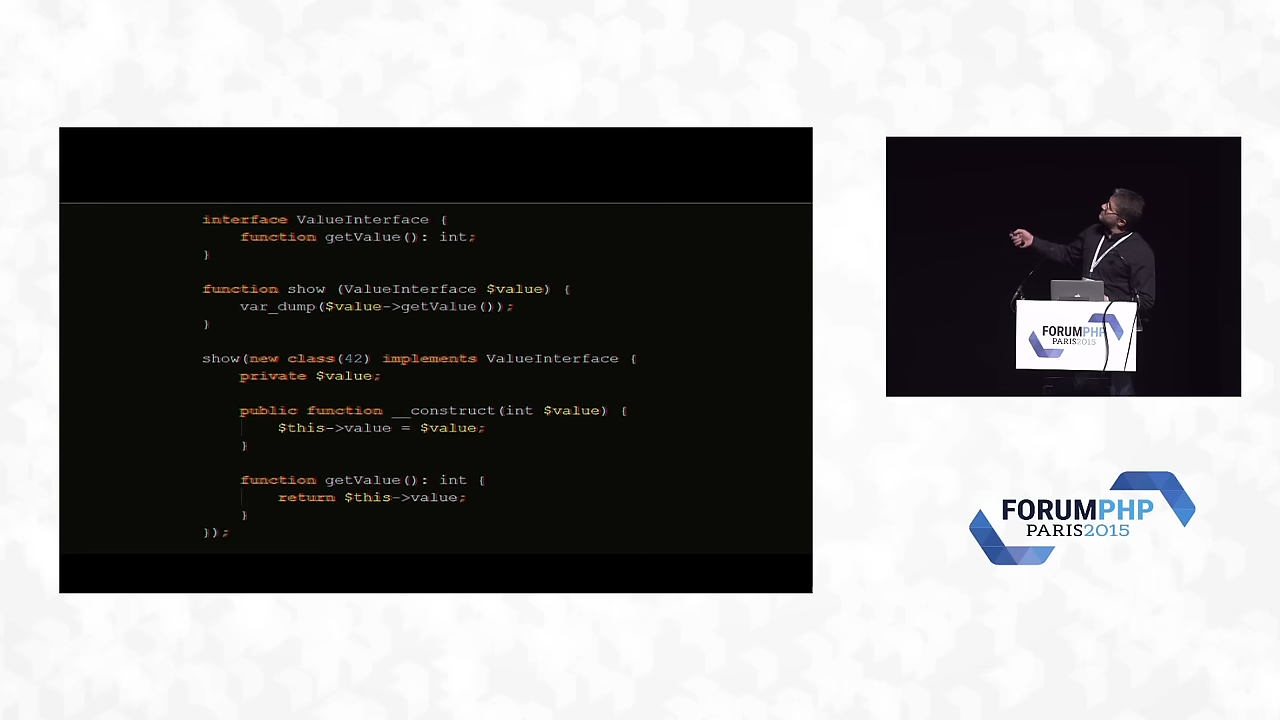 interface ValueInterface {
function getValue(): int;
}
function show (ValueInterface $value) {
var_dump($value->getValue());
}
show(new class(42) implements ValueInterface {
private $value;
public function __construct(int $value) {
$this->value = $value;
}
function getValue(): int {
return $this->value;
}
});
FORUMPHP
PARIS2015
FORUMPHP
PARIS2015